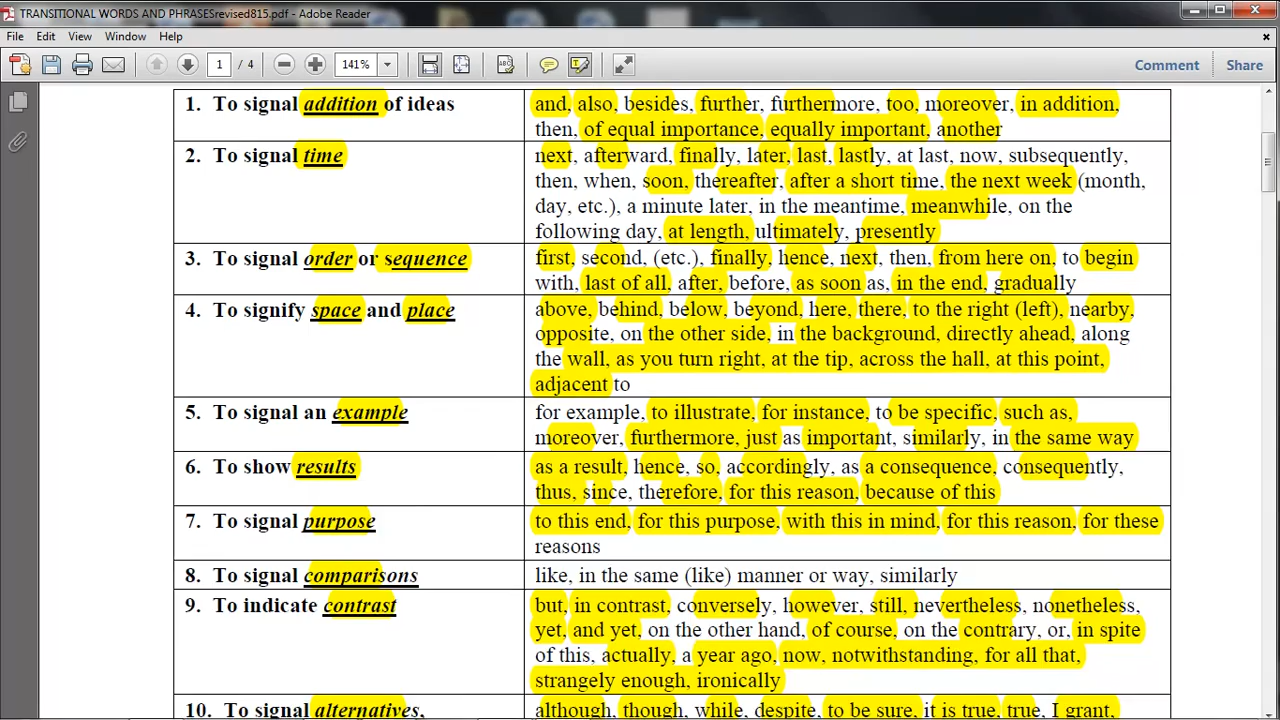 TRANSITIONAL WORDS AND PHRASESrevised815.pdf - Adobe Reader
File Edit View Window Help
1 / 4 141% Comment Share
1. To signal addition of ideas
and, also, besides, further, furthermore, too, moreover, in addition,
then, of equal importance, equally important, another
2. To signal time
next, afterward, finally, later, last, lastly, at last, now, subsequently,
then, when, soon, thereafter, after a short time, the next week (month,
day, etc.), a minute later, in the meantime, meanwhile, on the
following day, at length, ultimately, presently
3. To signal order or sequence
first, second, (etc.), finally, hence, next, then, from here on, to begin
with, last of all, after, before, as soon as, in the end, gradually
4. To signify space and place
above, behind, below, beyond, here, there, to the right (left), nearby,
opposite, on the other side, in the background, directly ahead, along
the wall, as you turn right, at the tip, across the hall, at this point,
adjacent to
5. To signal an example
for example, to illustrate, for instance, to be specific, such as,
moreover, furthermore, just as important, similarly, in the same way
6. To show results
as a result, hence, so, accordingly, as a consequence, consequently,
thus, since, therefore, for this reason, because of this
7. To signal purpose
to this end, for this purpose, with this in mind, for this reason, for these
reasons
8. To signal comparisons
like, in the same (like) manner or way, similarly
9. To indicate contrast
but, in contrast, conversely, however, still, nevertheless, nonetheless,
yet, and yet, on the other hand, of course, on the contrary, or, in spite
of this, actually, a year ago, now, notwithstanding, for all that,
strangely enough, ironically
10. To signal alternatives,
although, though, while, despite, to be sure, it is true, true, I grant,